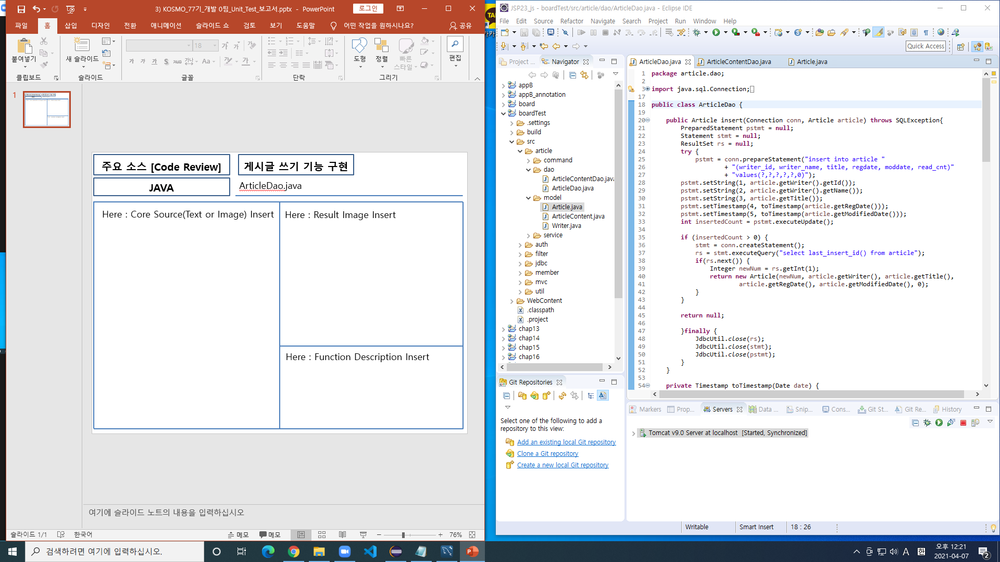 3) KOSMO_77기_개발 0팀_Unit_Test_보고서.pptx - PowerPoint
로그인
파일 홈 삽입 디자인 전환 애니메이션 슬라이드 쇼 검토 보기 도움말 어떤 작업을 원하시나요? 공유
붙여넣기
새 슬라이드
18
가 가 가 S abc 간 Aa 가 가
도형 정렬 빠른 스타일
편집
클립보드 슬라이드 글꼴 단락 그리기
1
주요 소스 [Code Review]
게시글 쓰기 기능 구현
JAVA
ArticleDao.java
Here : Core Source(Text or Image) Insert
Here : Result Image Insert
Here : Function Description Insert
여기에 슬라이드 노트의 내용을 입력하십시오
슬라이드 1/1 한국어 메모 메모 76%
JSP23_js - boardTest/src/article/dao/ArticleDao.java - Eclipse IDE
File Edit Source Refactor Navigate Search Project Run Window Help
Quick Access
Project ... Navigator
appB
appB_annotation
board
boardTest
.settings
build
src
article
command
dao
ArticleContentDao.java
ArticleDao.java
model
Article.java
ArticleContent.java
Writer.java
service
auth
filter
jdbc
member
mvc
util
WebContent
.classpath
.project
chap13
chap14
chap15
chap16
Git Repositories
Select one of the following to add a
repository to this view:
Add an existing local Git repository
Clone a Git repository
Create a new local Git repository
ArticleDao.java ArticleContentDao.java Article.java
1 package article.dao;
2
3 import java.sql.Connection;
17
18 public class ArticleDao {
19
20 public Article insert(Connection conn, Article article) throws SQLException{
21 PreparedStatement pstmt = null;
22 Statement stmt = null;
23 ResultSet rs = null;
24 try {
25 pstmt = conn.prepareStatement("insert into article "
26 + "(writer_id, writer_name, title, regdate, moddate, read_cnt)"
27 + "values(?,?,?,?,?,0)");
28 pstmt.setString(1, article.getWriter().getId());
29 pstmt.setString(2, article.getWriter().getName());
30 pstmt.setString(3, article.getTitle());
31 pstmt.setTimestamp(4, toTimestamp(article.getRegDate()));
32 pstmt.setTimestamp(5, toTimestamp(article.getModifiedDate()));
33 int insertedCount = pstmt.executeUpdate();
34
35 if (insertedCount > 0) {
36 stmt = conn.createStatement();
37 rs = stmt.executeQuery("select last_insert_id() from article");
38 if(rs.next()) {
39 Integer newNum = rs.getInt(1);
40 return new Article(newNum, article.getWriter(), article.getTitle(),
41 article.getRegDate(), article.getModifiedDate(), 0);
42 }
43 }
44
45 return null;
46
47 }finally {
48 JdbcUtil.close(rs);
49 JdbcUtil.close(stmt);
50 JdbcUtil.close(pstmt);
51 }
52 }
53
54 private Timestamp toTimestamp(Date date) {
Markers Prop... Servers Data ... Snip... Cons... Git St... Git Re... History
Tomcat v9.0 Server at localhost [Started, Synchronized]
Writable Smart Insert 18 : 26
검색하려면 여기에 입력하십시오.
A 한 오후 12:21
2021-04-07
2